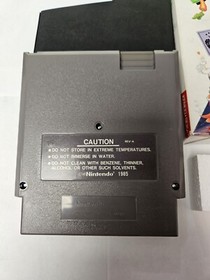 CAUTION
REV-A
•DO NOT STORE IN EXTREME TEMPERATURES.
•DO NOT IMMERSE IN WATER.
•DO NOT CLEAN WITH BENZENE, THINNER,
ALCOHOL OR OTHER SUCH SOLVENTS.
©Nintendo 1985